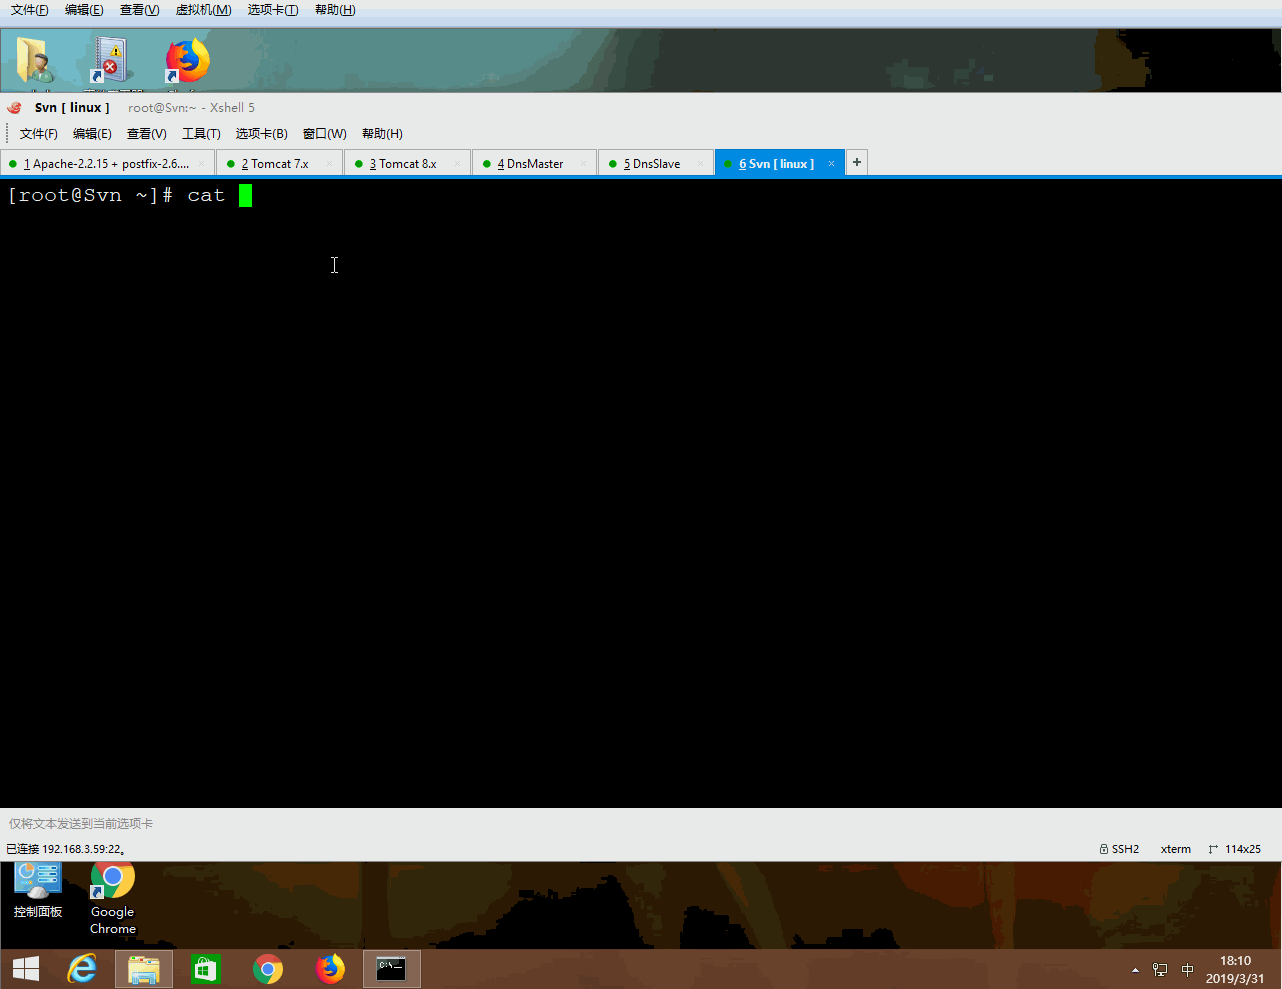 文件(F) 编辑(E) 查看(V) 虚拟机(M) 选项卡(T) 帮助(H)
Svn [ linux ] root@Svn:~ - Xshell 5
文件(F) 编辑(E) 查看(V) 工具(T) 选项卡(B) 窗口(W) 帮助(H)
1 Apache-2.2.15 + postfix-2.6.... × 2 Tomcat 7.x × 3 Tomcat 8.x × 4 DnsMaster × 5 DnsSlave × 6 Svn [ linux ] × +
[root@Svn ~]# cat
仅将文本发送到当前选项卡
已连接 192.168.3.59:22。 SSH2 xterm 114x25
控制面板 Google
Chrome
C:\._
中 18:10
2019/3/31